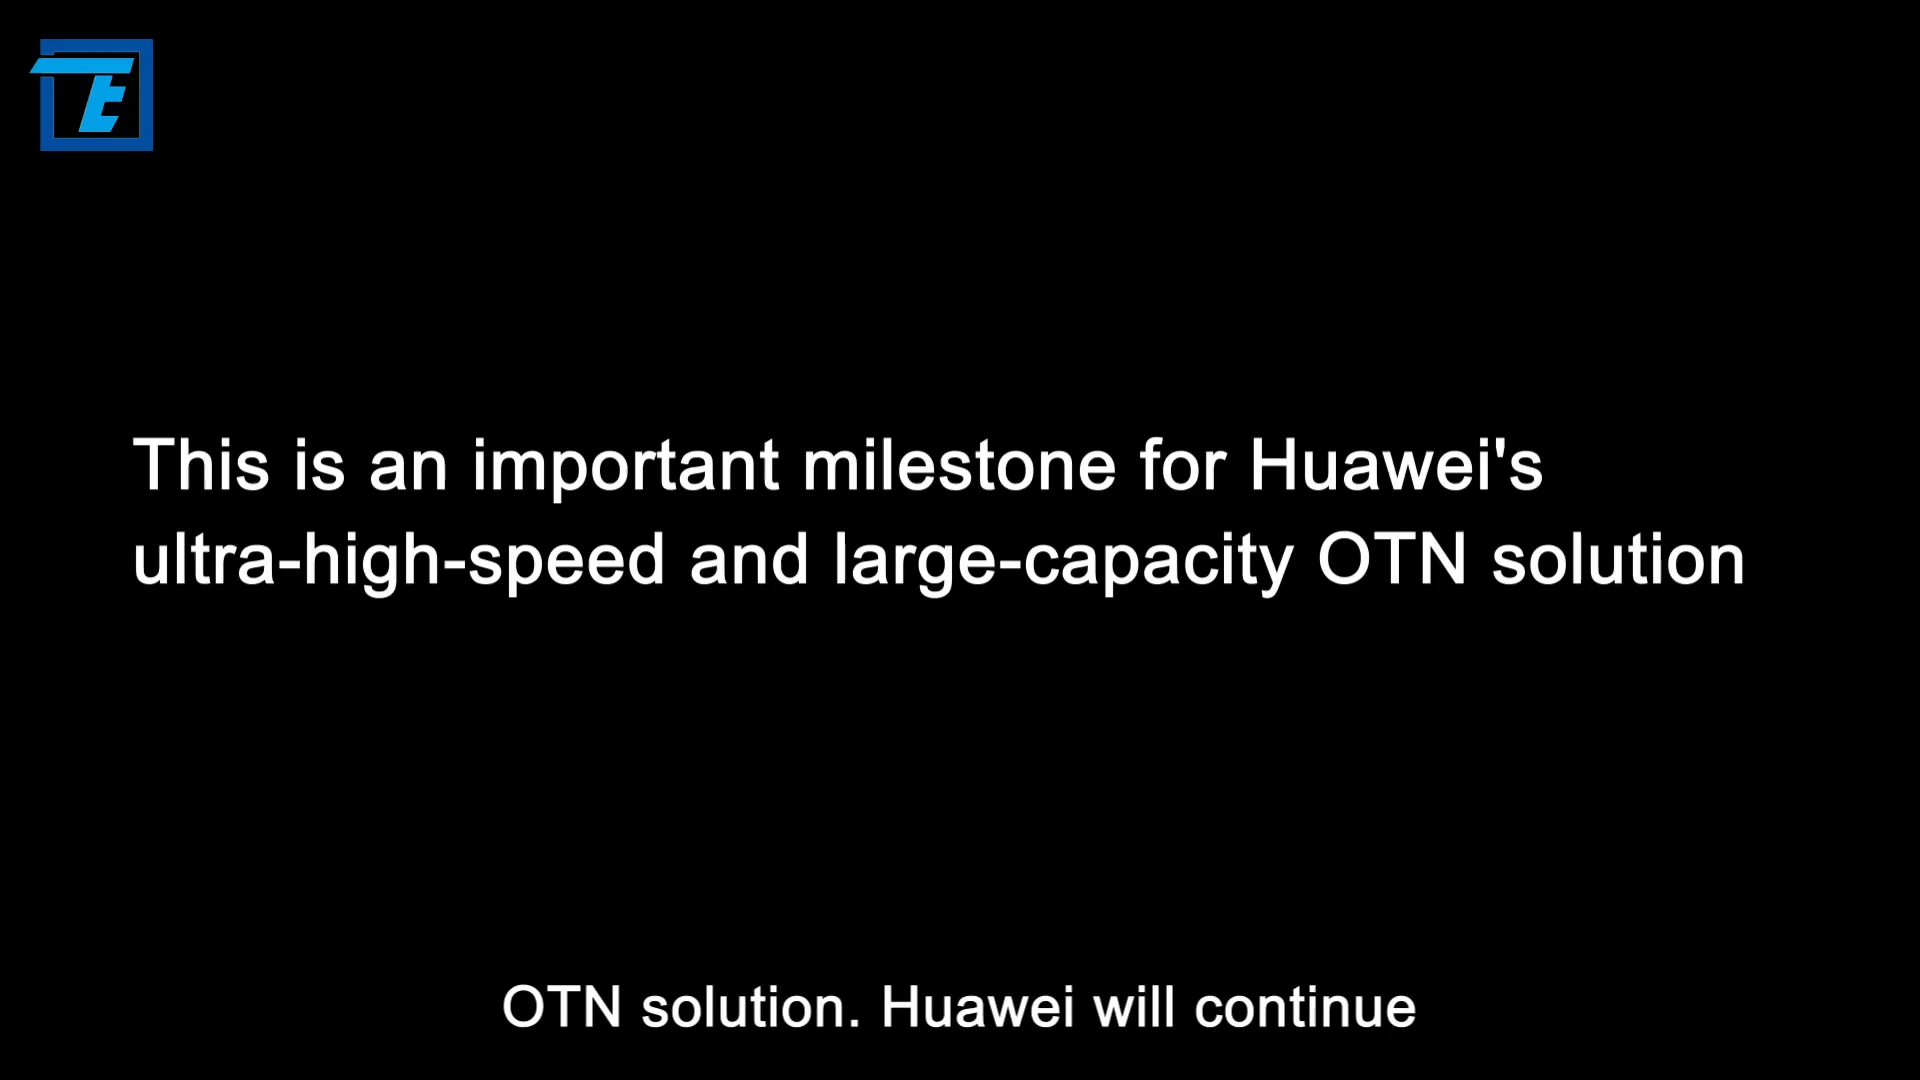 TE
This is an important milestone for Huawei's
ultra-high-speed and large-capacity OTN solution
OTN solution. Huawei will continue